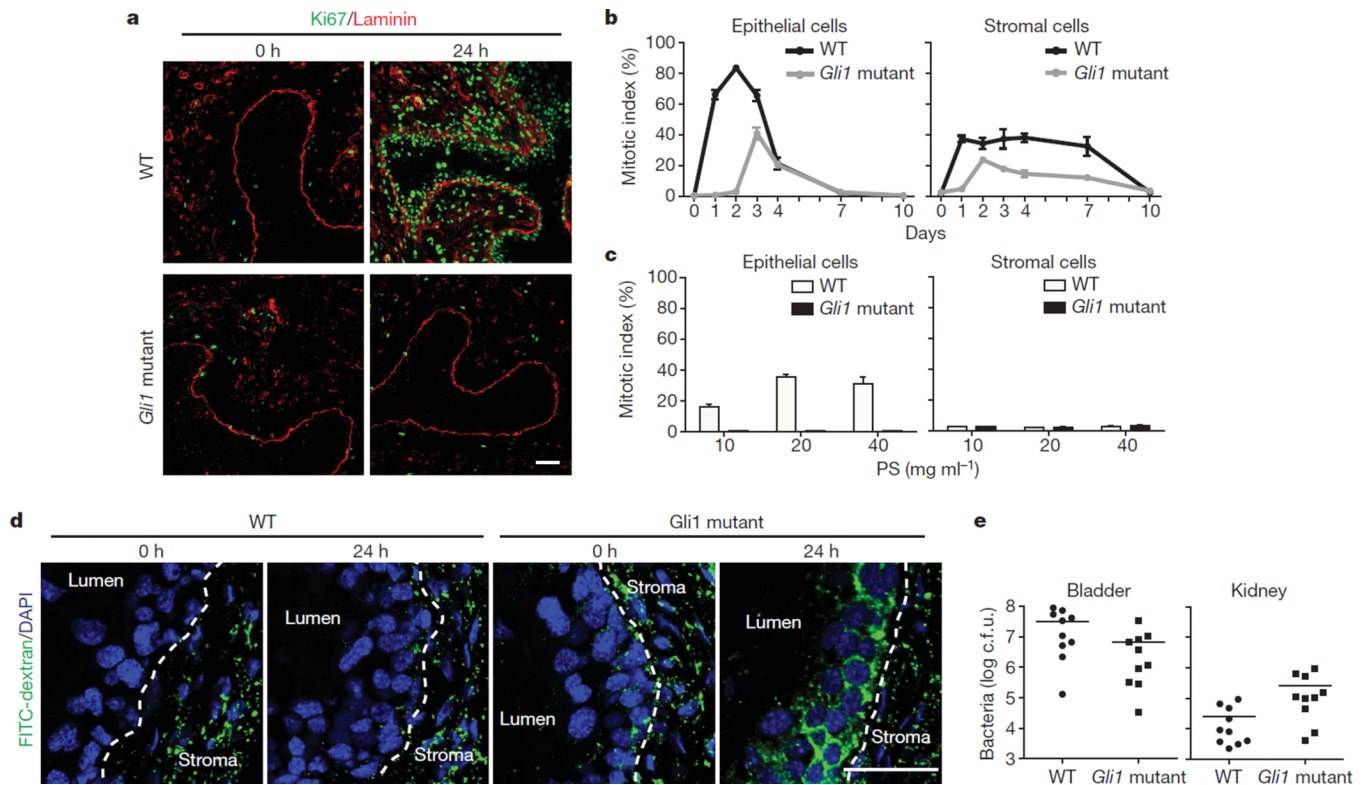 a
Ki67/Laminin
0 h
24 h
WT
Gli1 mutant
b
Epithelial cells
WT
Gli1 mutant
Mitotic index (%)
100
80
60
40
20
0
0 1 2 3 4 7 10
Stromal cells
WT
Gli1 mutant
0 1 2 3 4 7 10
Days
c
Epithelial cells
WT
Gli1 mutant
Mitotic index (%)
100
80
60
40
20
0
10 20 40
Stromal cells
WT
Gli1 mutant
10 20 40
PS (mg ml⁻¹)
d
WT
Gli1 mutant
0 h
24 h
0 h
24 h
FITC-dextran/DAPI
Lumen
Stroma
Lumen
Stroma
Stroma
Lumen
Lumen
Stroma
e
Bladder
Kidney
Bacteria (log c.f.u.)
8
7
6
5
4
3
WT Gli1 mutant
WT Gli1 mutant